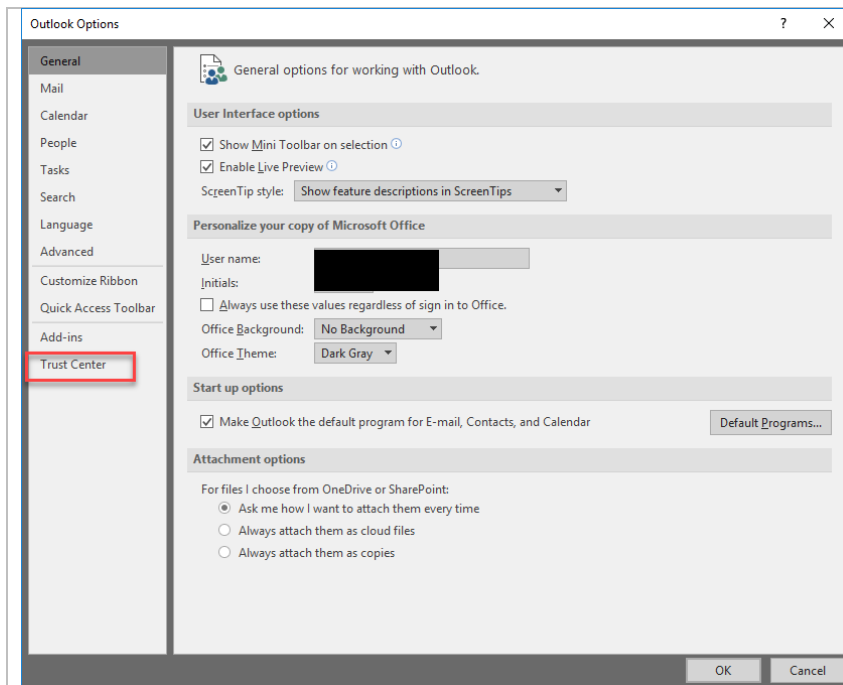 Outlook Options
?
General
Mail
Calendar
People
Tasks
Search
Language
Advanced
Customize Ribbon
Quick Access Toolbar
Add-ins
Trust Center
General options for working with Outlook.
User Interface options
Show Mini Toolbar on selection
Enable Live Preview
ScreenTip style: Show feature descriptions in ScreenTips
Personalize your copy of Microsoft Office
User name:
Initials:
Always use these values regardless of sign in to Office.
Office Background: No Background
Office Theme: Dark Gray
Start up options
Make Outlook the default program for E-mail, Contacts, and Calendar Default Programs...
Attachment options
For files I choose from OneDrive or SharePoint:
Ask me how I want to attach them every time
Always attach them as cloud files
Always attach them as copies
OK Cancel